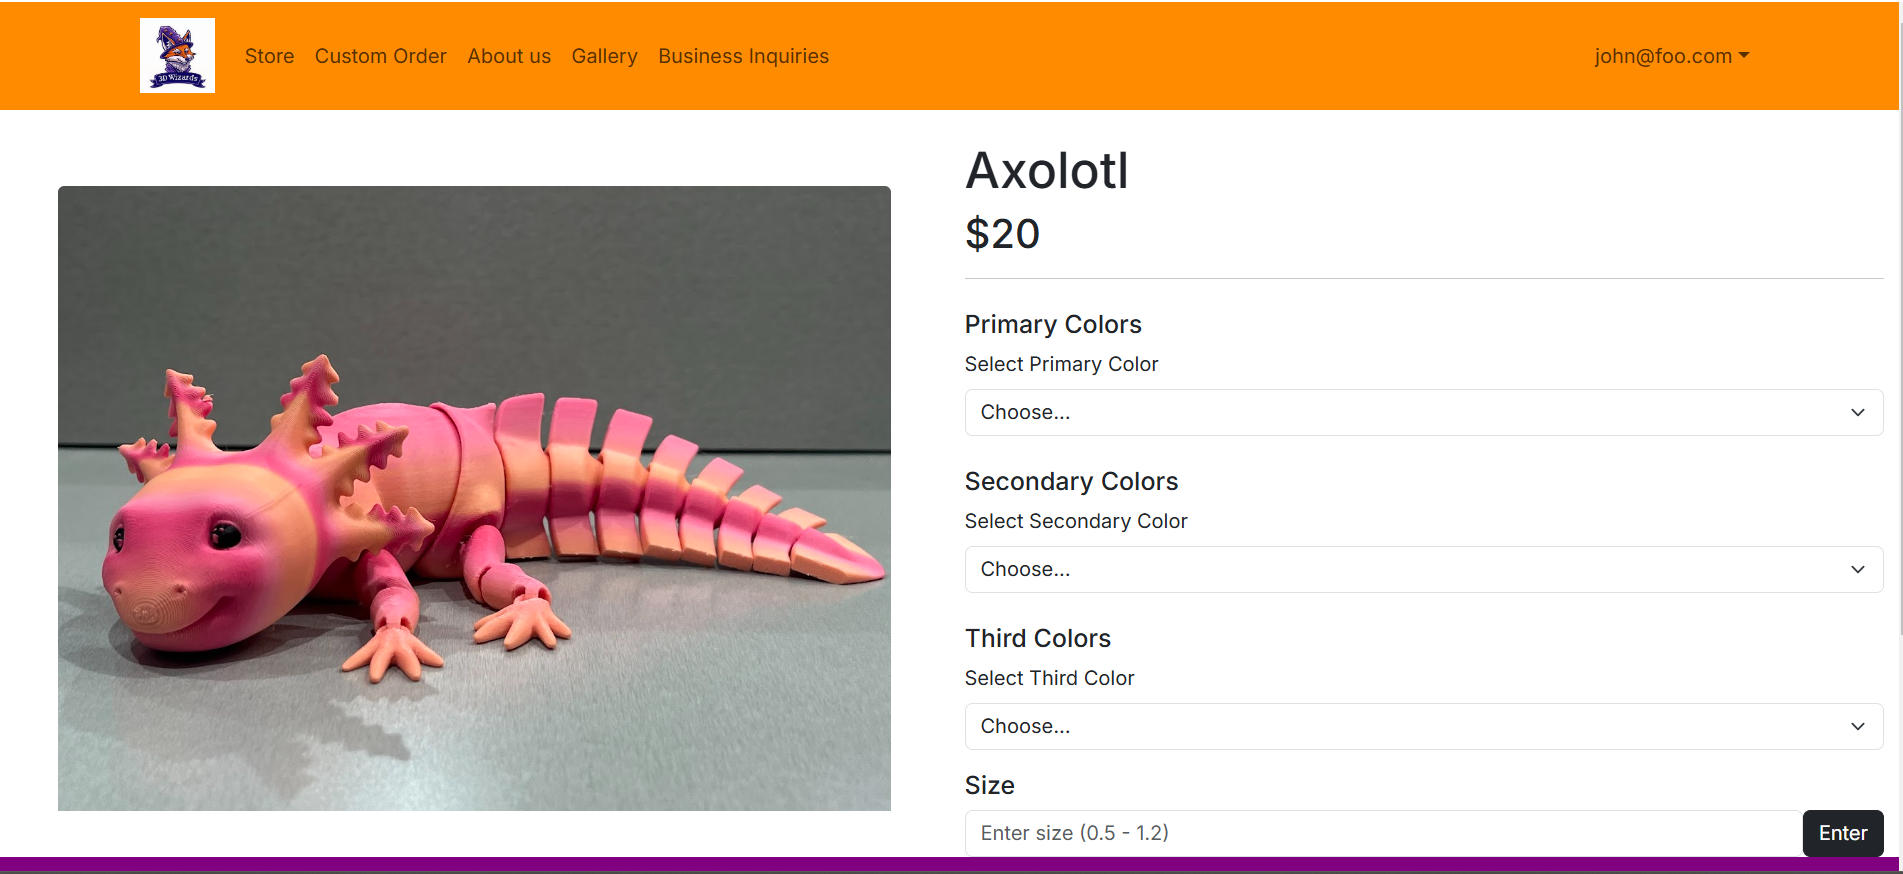 3D Wizards
Store Custom Order About us Gallery Business Inquiries
john@foo.com
Axolotl
$20
Primary Colors
Select Primary Color
Choose...
Secondary Colors
Select Secondary Color
Choose...
Third Colors
Select Third Color
Choose...
Size
Enter size (0.5 - 1.2)
Enter